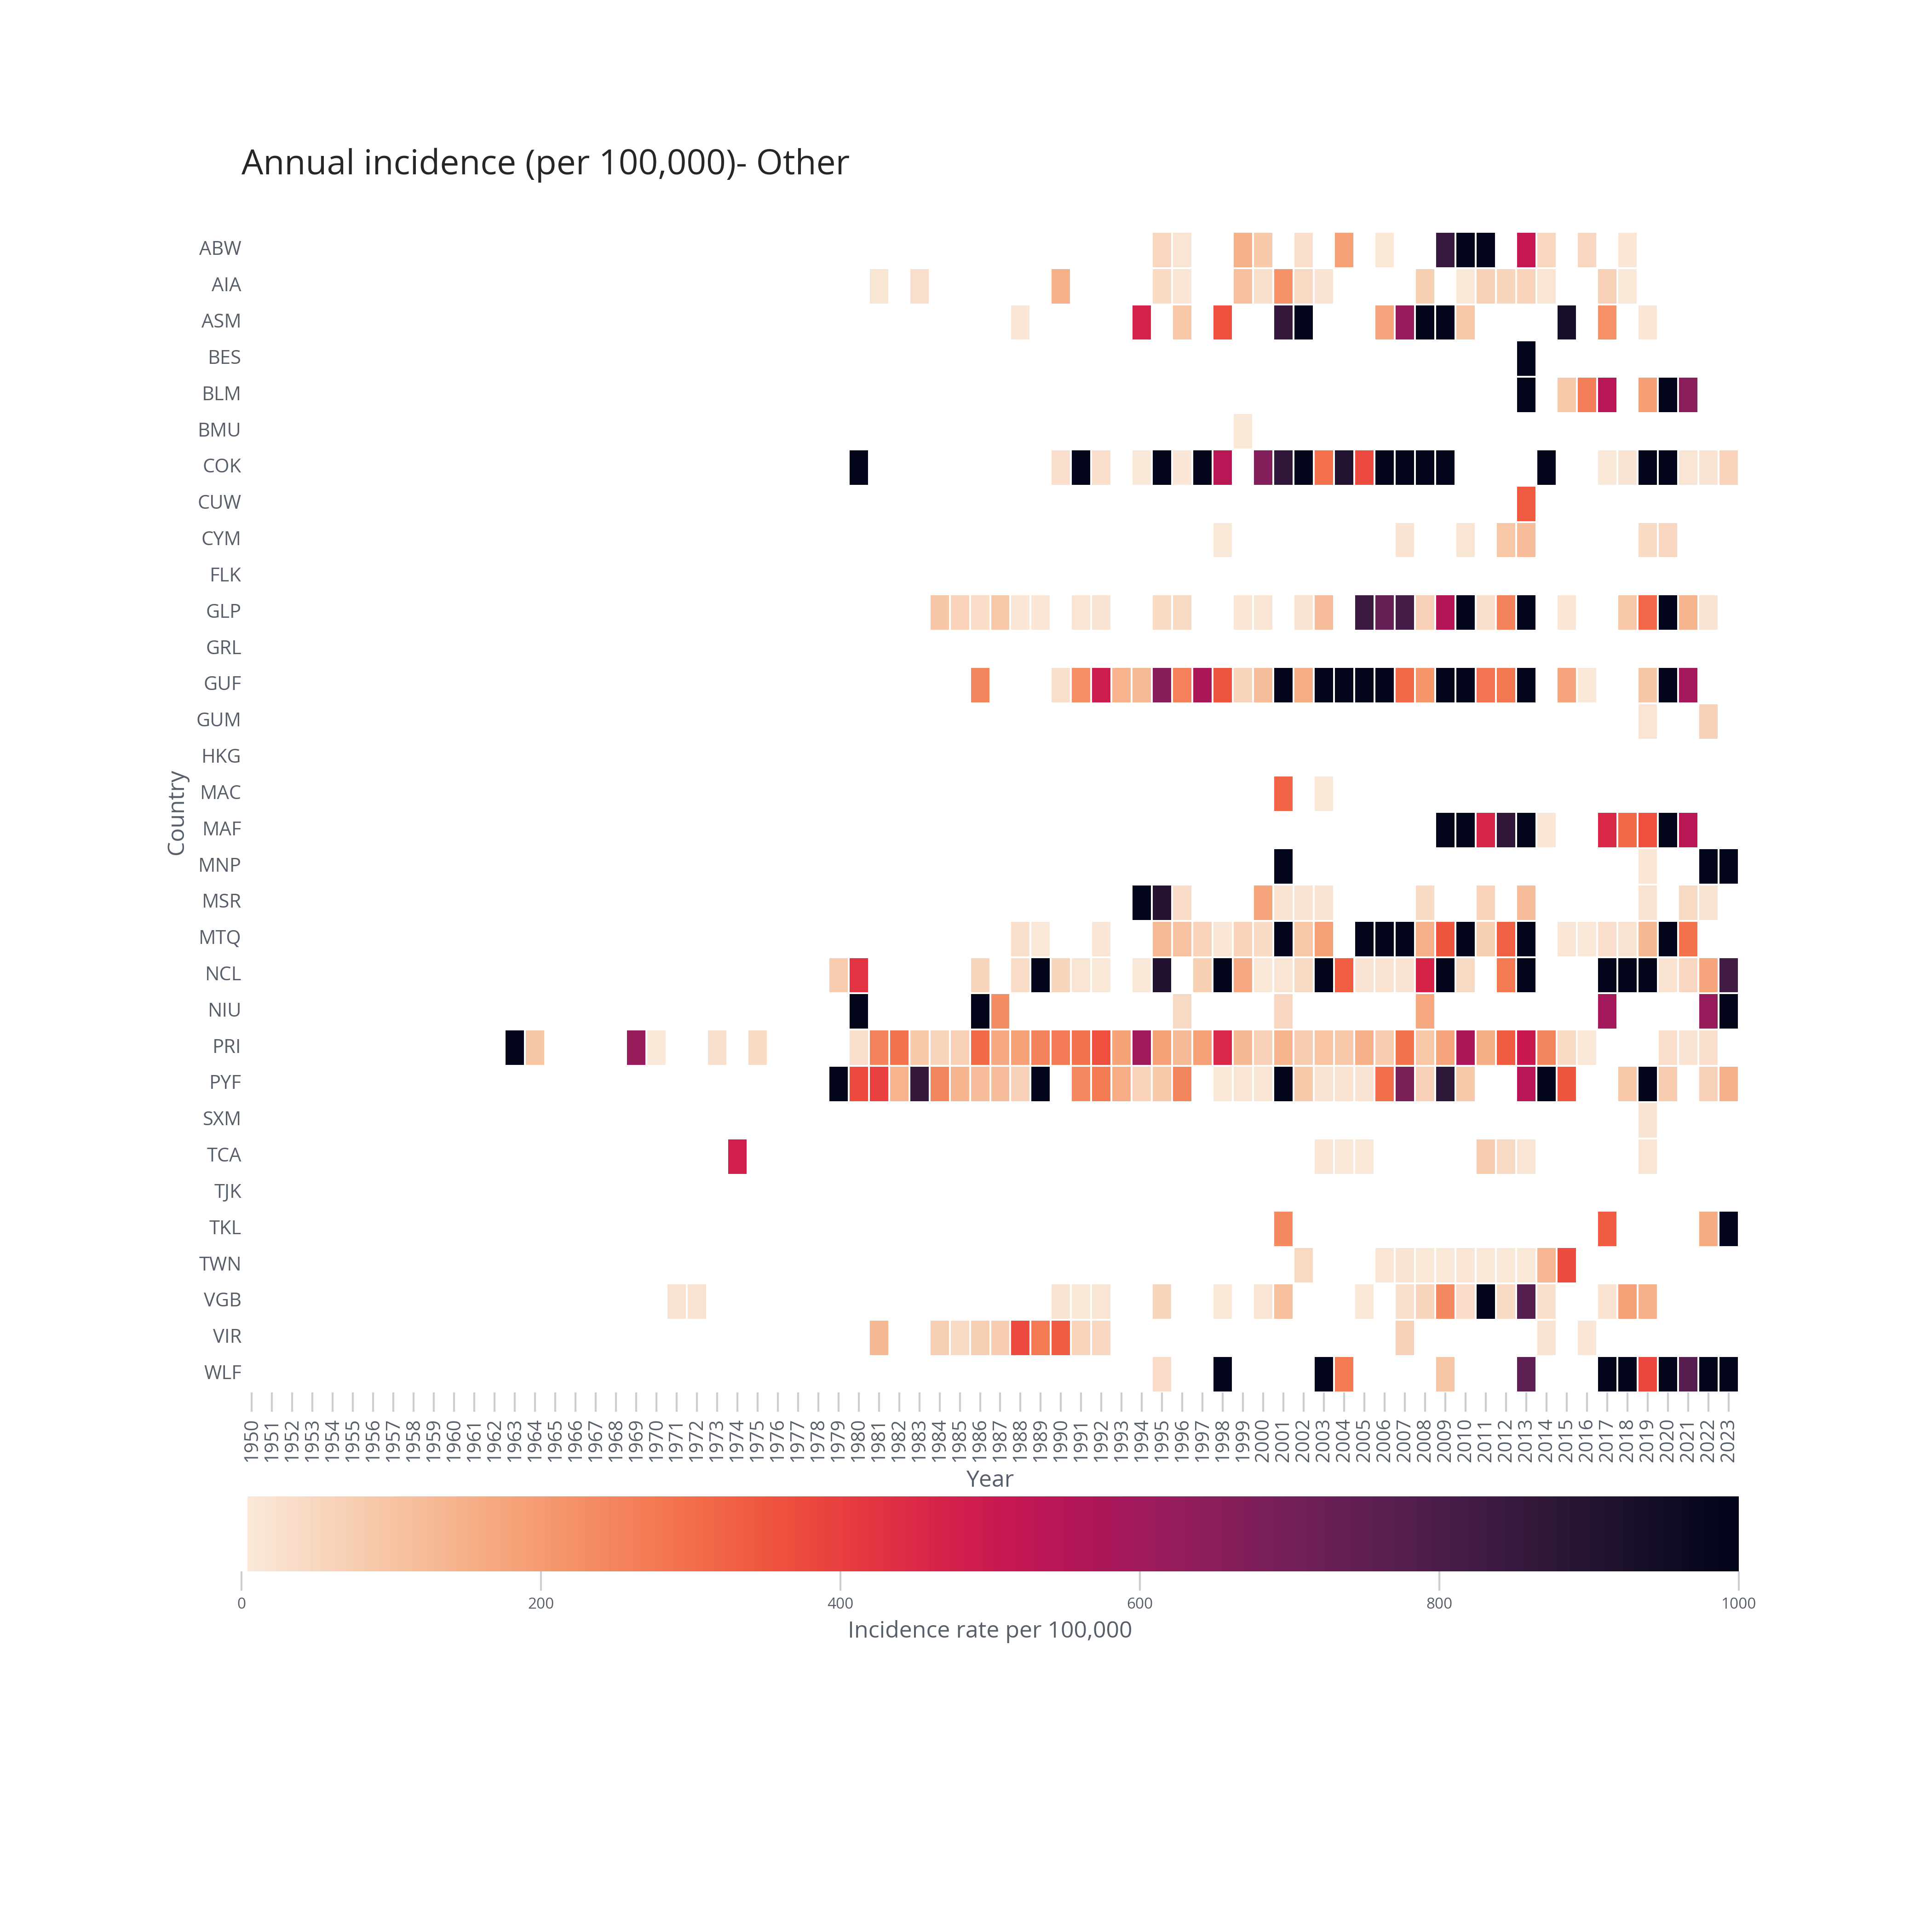 Annual incidence (per 100,000)- Other
Country
ABW
AIA
ASM
BES
BLM
BMU
COK
CUW
CYM
FLK
GLP
GRL
GUF
GUM
HKG
MAC
MAF
MNP
MSR
MTQ
NCL
NIU
PRI
PYF
SXM
TCA
TJK
TKL
TWN
VGB
VIR
WLF
1950 1951 1952 1953 1954 1955 1956 1957 1958 1959 1960 1961 1962 1963 1964 1965 1966 1967 1968 1969 1970 1971 1972 1973 1974 1975 1976 1977 1978 1979 1980 1981 1982 1983 1984 1985 1986 1987 1988 1989 1990 1991 1992 1993 1994 1995 1996 1997 1998 1999 2000 2001 2002 2003 2004 2005 2006 2007 2008 2009 2010 2011 2012 2013 2014 2015 2016 2017 2018 2019 2020 2021 2022 2023
Year
0 200 400 600 800 1000
Incidence rate per 100,000